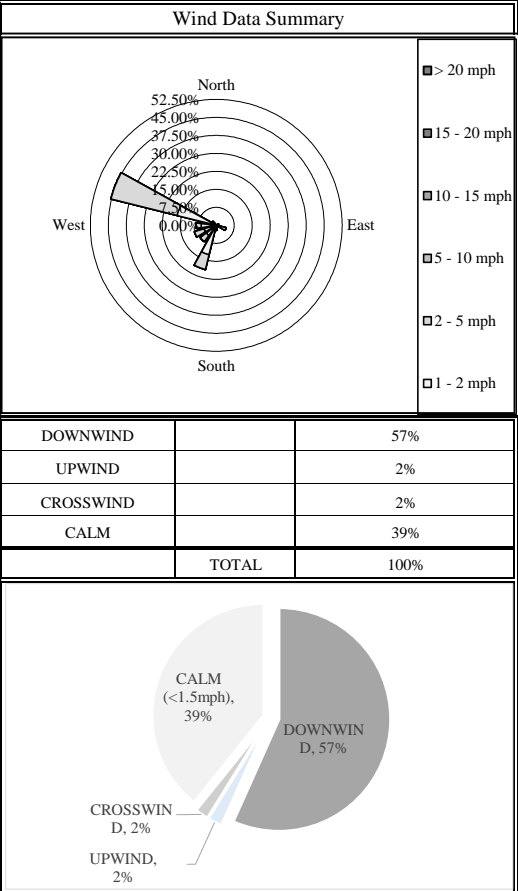 Wind Data Summary
North
52.50%
45.00%
37.50%
30.00%
22.50%
15.00%
7.50%
0.00%
West
East
South
> 20 mph
15 - 20 mph
10 - 15 mph
5 - 10 mph
2 - 5 mph
1 - 2 mph
DOWNWIND 57%
UPWIND 2%
CROSSWIND 2%
CALM 39%
TOTAL 100%
CALM
(<1.5mph),
39%
DOWNWIN
D, 57%
CROSSWIN
D, 2%
UPWIND,
2%